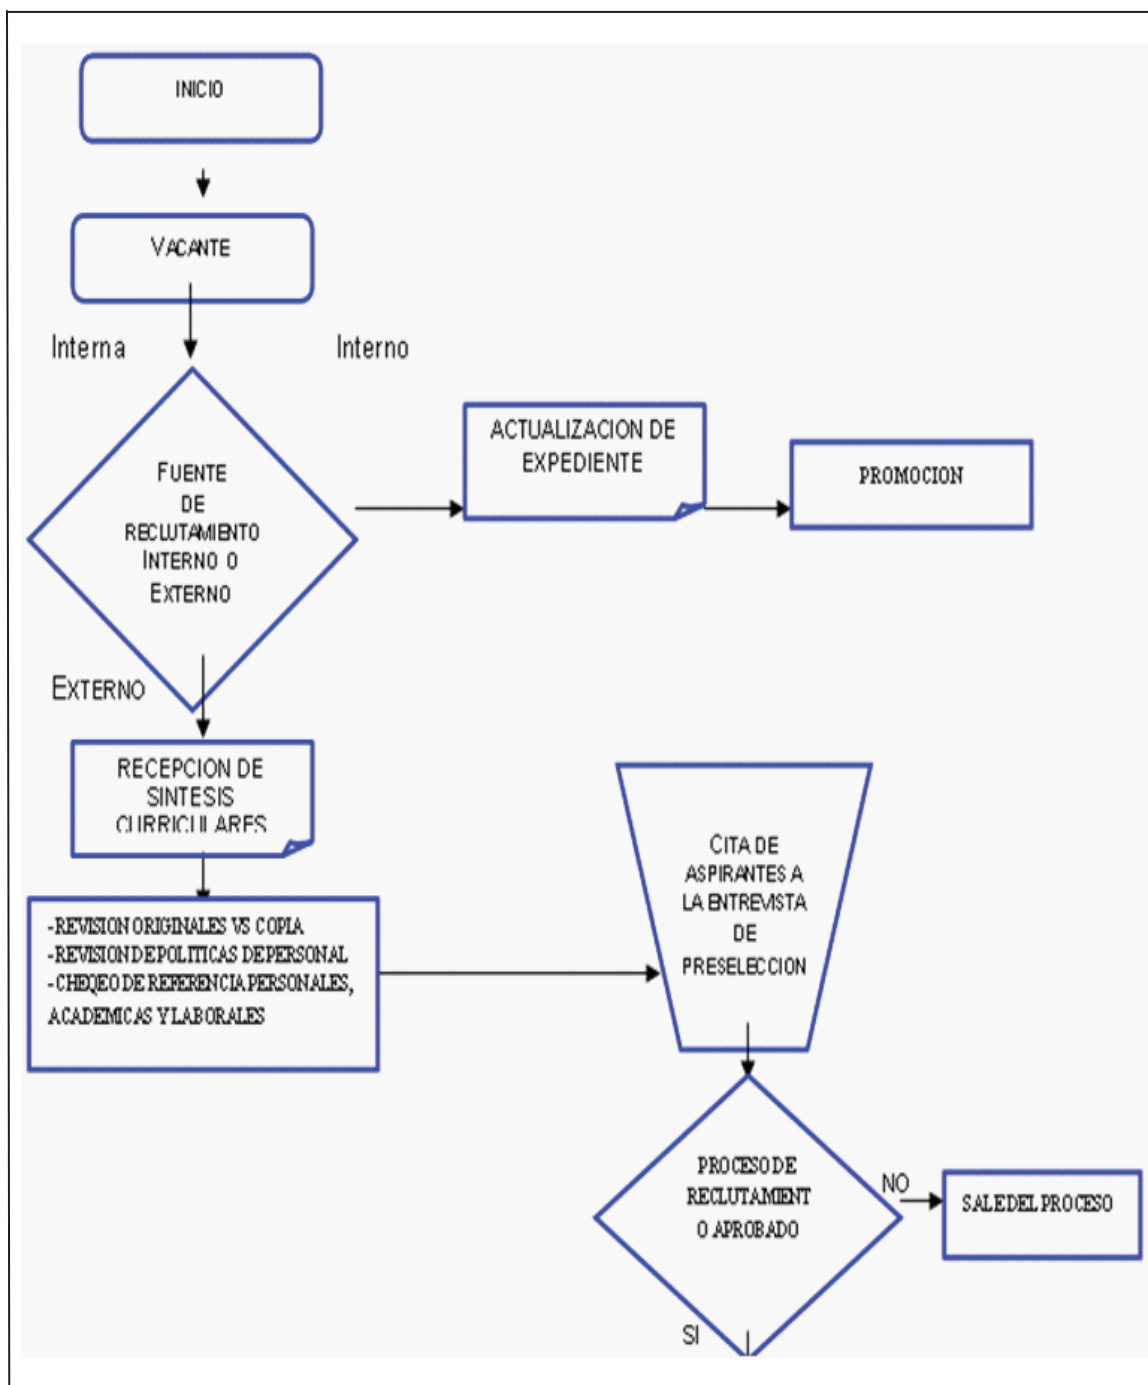 INICIO
VACANTE
Interna
Interno
FUENTE
DE
RECLUTAMIENTO
INTERNO O
EXTERNO
ACTUALIZACION DE
EXPEDIENTE
PROMOCION
EXTERNO
RECEPCION DE
SINTESIS
CURRICULARES
-REVISION ORIGINALES VS COPIA
-REVISION DE POLITICAS DE PERSONAL
-CHEQEO DE REFERENCIA PERSONALES,
ACADEMICAS Y LABORALES
CITA DE
ASPIRANTES A
LA ENTREVISTA
DE
PRESELECCION
PROCESO DE
RECLUTAMIENT
O APROBADO
NO
SALE DEL PROCESO
SI